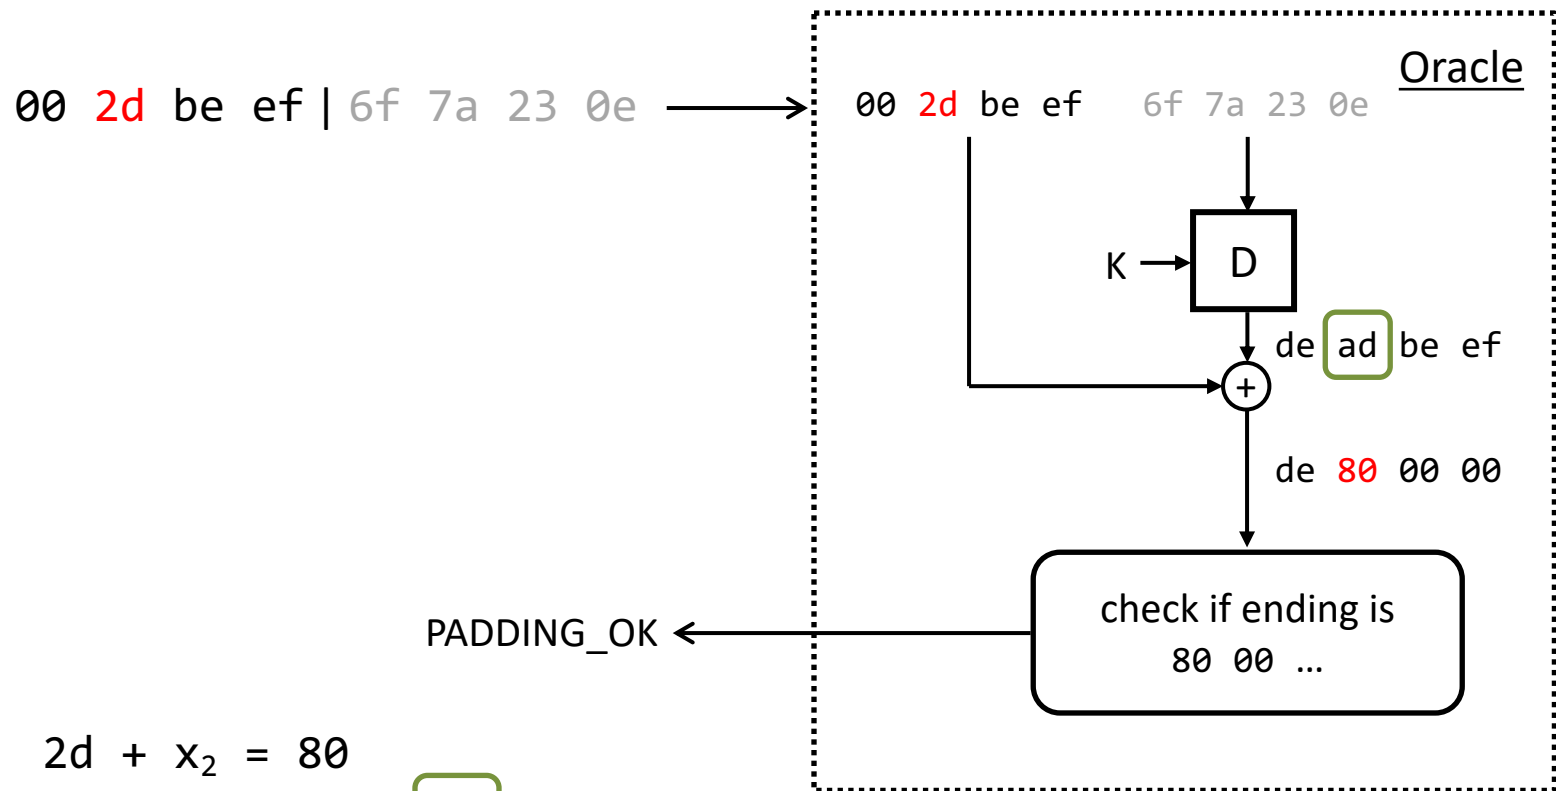 Oracle
00 2d be ef | 6f 7a 23 0e
00 2d be ef 6f 7a 23 0e
K
D
de ad be ef
+
de 80 00 00
check if ending is
80 00 …
PADDING_OK
2d + x₂ = 80